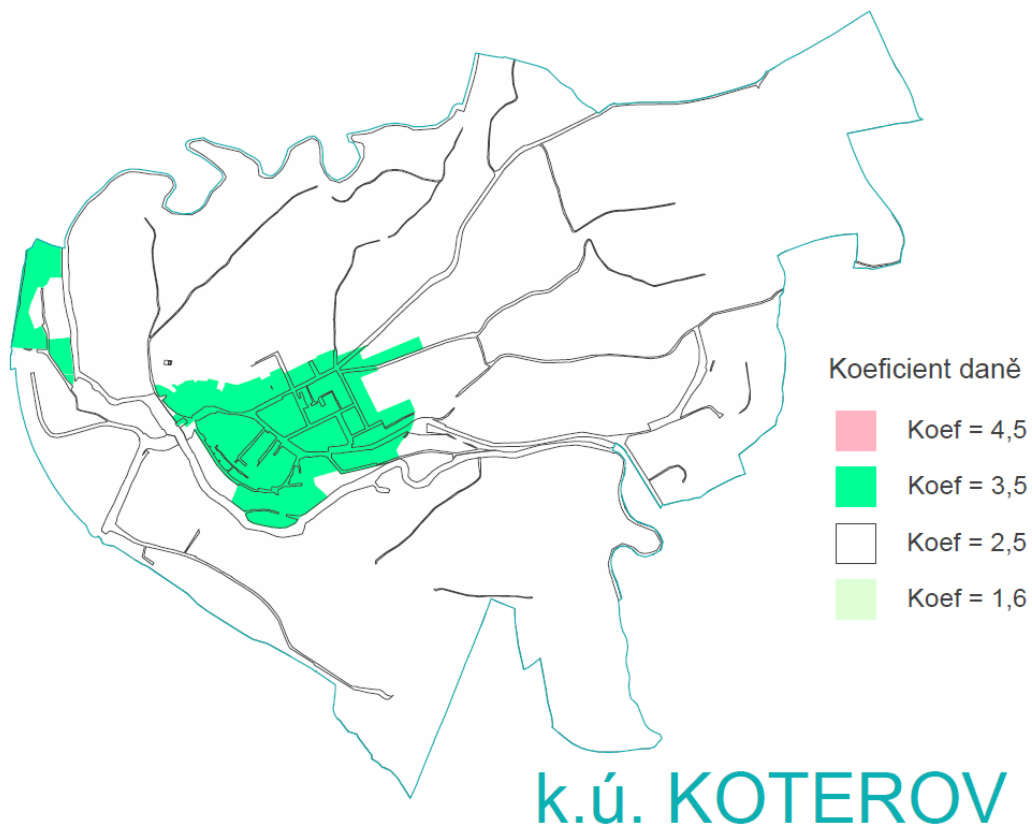 Koeficient daně
Koef = 4,5
Koef = 3,5
Koef = 2,5
Koef = 1,6
k.ú. KOTEROV